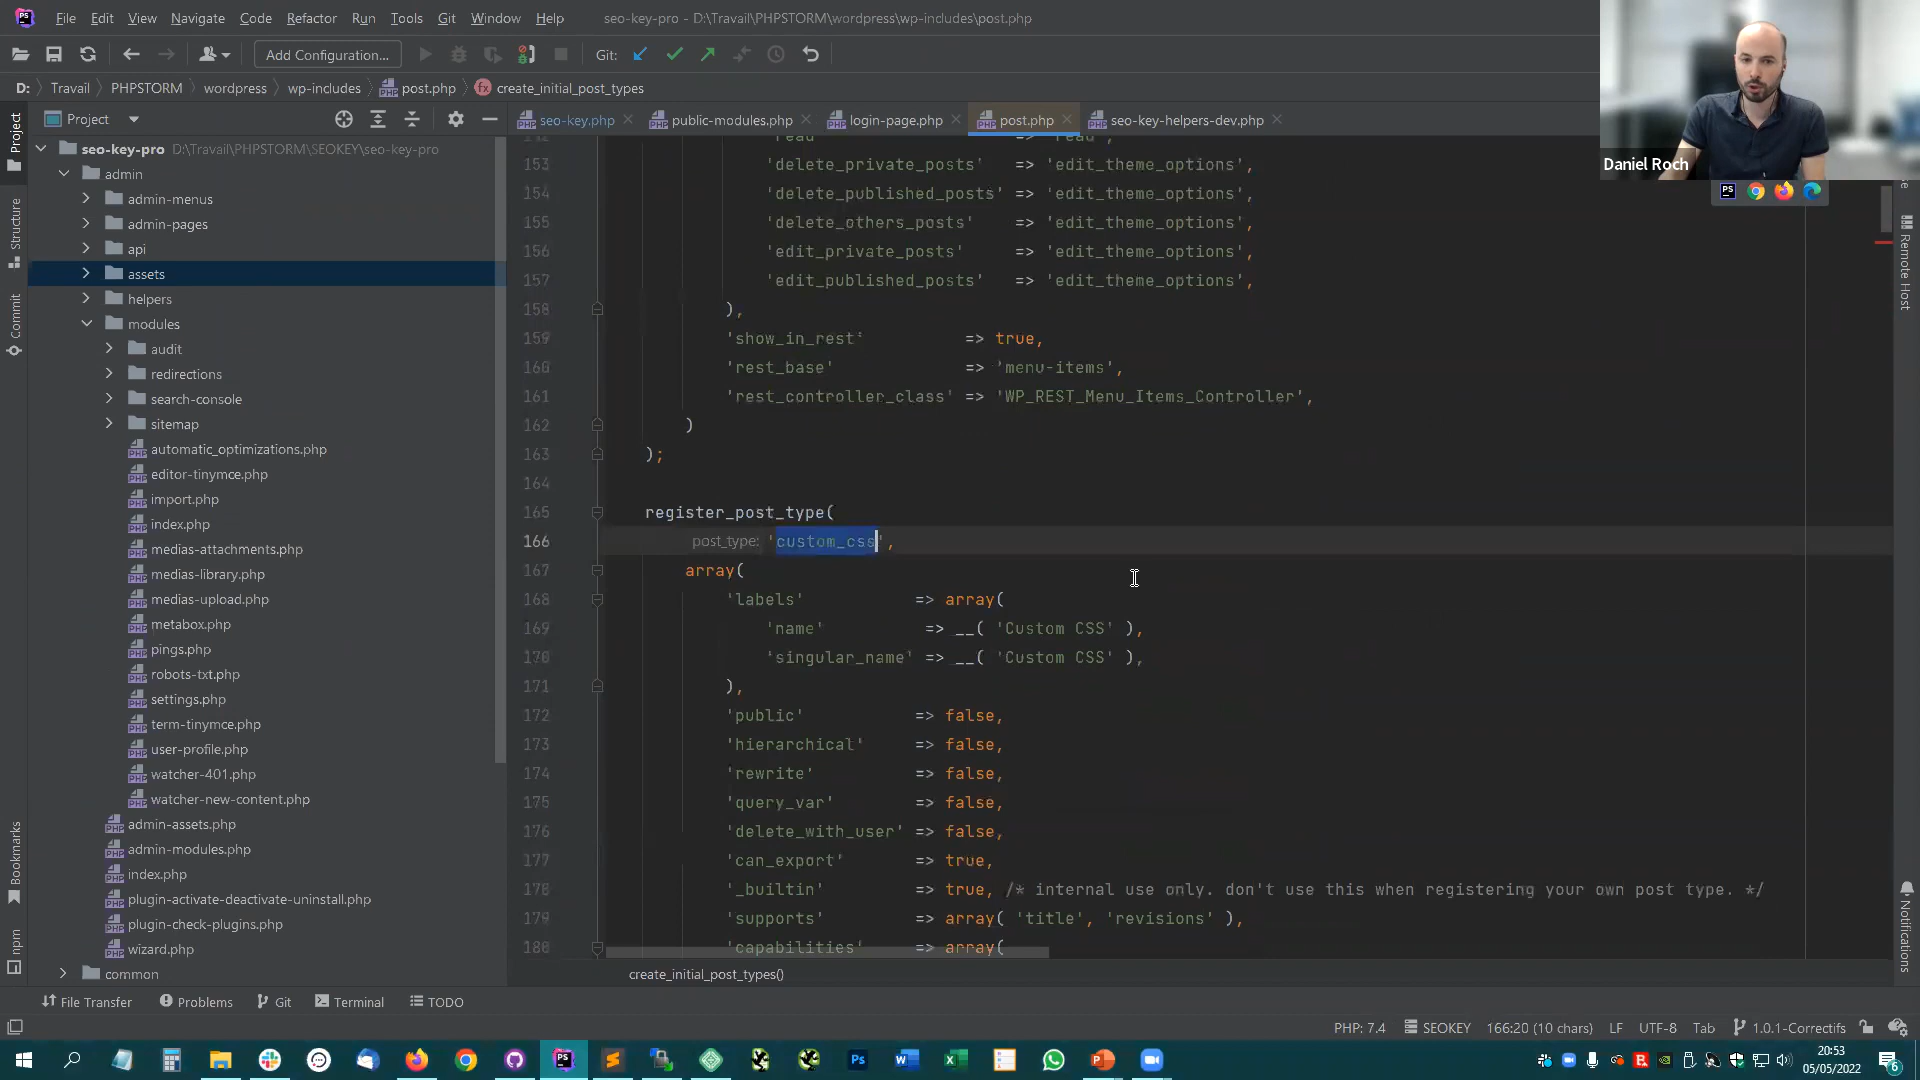 File Edit View Navigate Code Refactor Run Tools Git Window Help seo-key-pro - D:\Travail\PHPSTORM\wordpress\wp-includes\post.php
Add Configuration... Git:
D: Travail PHPSTORM wordpress wp-includes post.php create_initial_post_types
Daniel Roch
Project
seo-key.php public-modules.php login-page.php post.php seo-key-helpers-dev.php
Project
Structure
Commit
Bookmarks
npm
seo-key-pro D:\Travail\PHPSTORM\SEOKEY\seo-key-pro
admin
admin-menus
admin-pages
api
assets
helpers
modules
audit
redirections
search-console
sitemap
automatic_optimizations.php
editor-tinymce.php
import.php
index.php
medias-attachments.php
medias-library.php
medias-upload.php
metabox.php
pings.php
robots-txt.php
settings.php
term-tinymce.php
user-profile.php
watcher-401.php
watcher-new-content.php
admin-assets.php
admin-modules.php
index.php
plugin-activate-deactivate-uninstall.php
plugin-check-plugins.php
wizard.php
common
153 'delete_private_posts' => 'edit_theme_options',
154 'delete_published_posts' => 'edit_theme_options',
155 'delete_others_posts' => 'edit_theme_options',
156 'edit_private_posts' => 'edit_theme_options',
157 'edit_published_posts' => 'edit_theme_options',
158 ),
159 'show_in_rest' => true,
160 'rest_base' => 'menu-items',
161 'rest_controller_class' => 'WP_REST_Menu_Items_Controller',
162 )
163 );
164
165 register_post_type(
166 post_type: 'custom_css',
167 array(
168 'labels' => array(
169 'name' => __( 'Custom CSS' ),
170 'singular_name' => __( 'Custom CSS' ),
171 ),
172 'public' => false,
173 'hierarchical' => false,
174 'rewrite' => false,
175 'query_var' => false,
176 'delete_with_user' => false,
177 'can_export' => true,
178 '_builtin' => true, /* internal use only. don't use this when registering your own post type. */
179 'supports' => array( 'title', 'revisions' ),
180 'capabilities' => array(
create_initial_post_types()
Remote Host
Notifications
File Transfer Problems Git Terminal TODO
PHP: 7.4 SEOKEY 166:20 (10 chars) LF UTF-8 Tab 1.0.1-Correctifs
20:53
05/05/2022
6